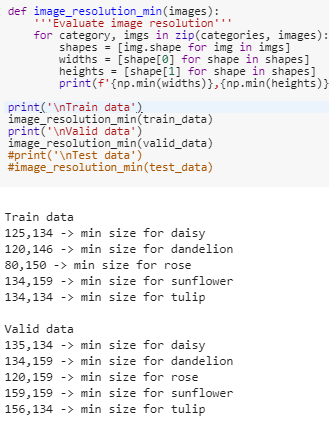 def image_resolution_min(images):
    '''Evaluate image resolution'''
    for category, imgs in zip(categories, images):
        shapes = [img.shape for img in imgs]
        widths = [shape[0] for shape in shapes]
        heights = [shape[1] for shape in shapes]
        print(f'{np.min(widths)},{np.min(heights)}
print('\nTrain data')
image_resolution_min(train_data)
print('\nValid data')
image_resolution_min(valid_data)
#print('\nTest data')
#image_resolution_min(test_data)
Train data
125,134 -> min size for daisy
120,146 -> min size for dandelion
80,150 -> min size for rose
134,159 -> min size for sunflower
134,134 -> min size for tulip
Valid data
135,134 -> min size for daisy
134,159 -> min size for dandelion
120,159 -> min size for rose
159,159 -> min size for sunflower
156,134 -> min size for tulip